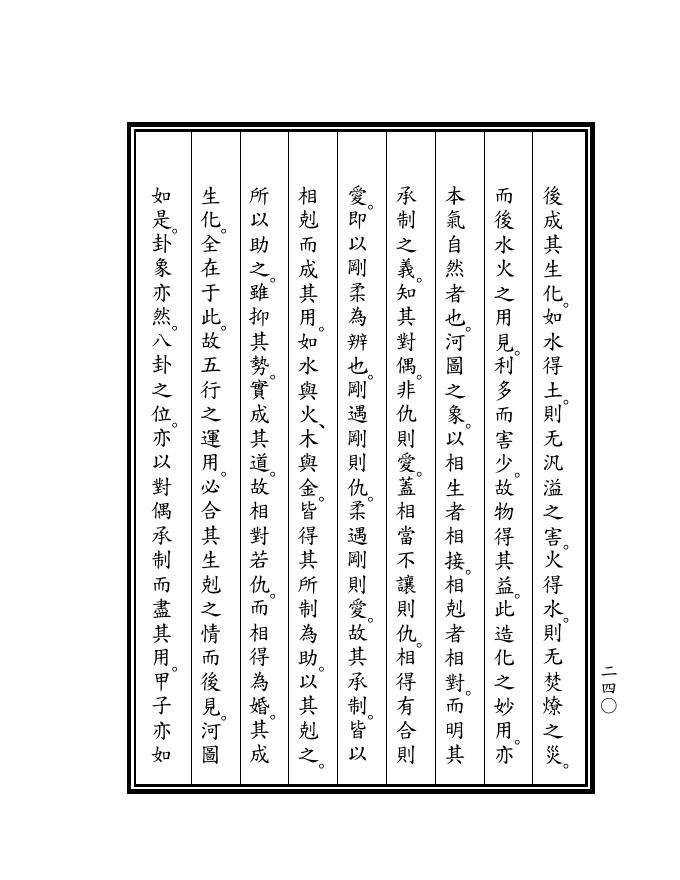 後成其生化。如水得土。則无汎溢之害。火得水。則无焚燎之災。
而後水火之用見。利多而害少。故物得其益。此造化之妙用。亦
本氣自然者也。河圖之象。以相生者相接。相剋者相對。而明其
承制之義。知其對偶。非仇則愛。蓋相當不讓則仇。相得有合則
愛。即以剛柔為辨也。剛遇剛則仇。柔遇剛則愛。故其承制。皆以
相剋而成其用。如水與火、木與金。皆得其所制為助。以其剋之。
所以助之。雖抑其勢。實成其道。故相對若仇。而相得為婚。其成
生化。全在于此。故五行之運用。必合其生剋之情而後見。河圖
如是。卦象亦然。八卦之位。亦以對偶承制而盡其用。甲子亦如
二四〇